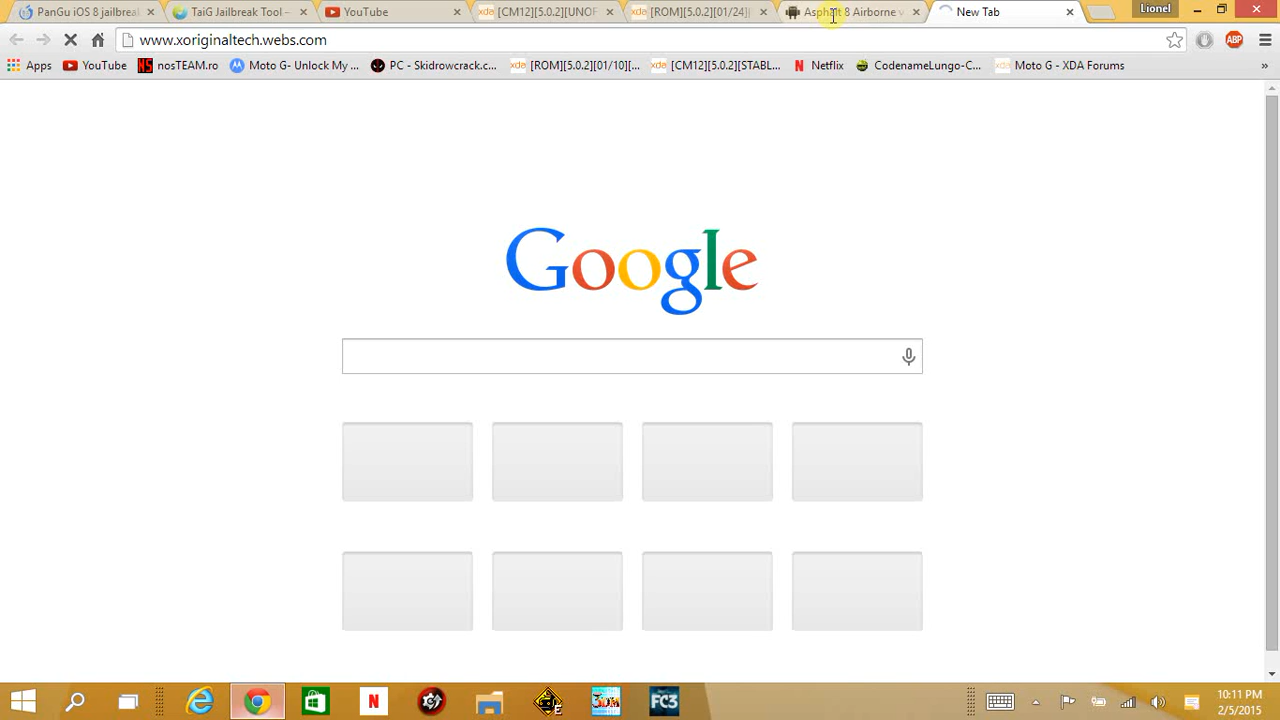 PanGu iOS 8 jailbreal
TaiG Jailbreak Tool –
YouTube
[CM12][5.0.2][UNOF
[ROM][5.0.2][01/24]
Asphalt 8 Airborne v
New Tab
Lionel
www.xoriginaltech.webs.com
ABP
Apps
YouTube
nosTEAM.ro
Moto G- Unlock My ...
PC - Skidrowcrack.c...
[ROM][5.0.2][01/10][...
[CM12][5.0.2][STABL...
Netflix
CodenameLungo-C...
Moto G - XDA Forums
»
Google
N
FC3
10:11 PM
2/5/2015